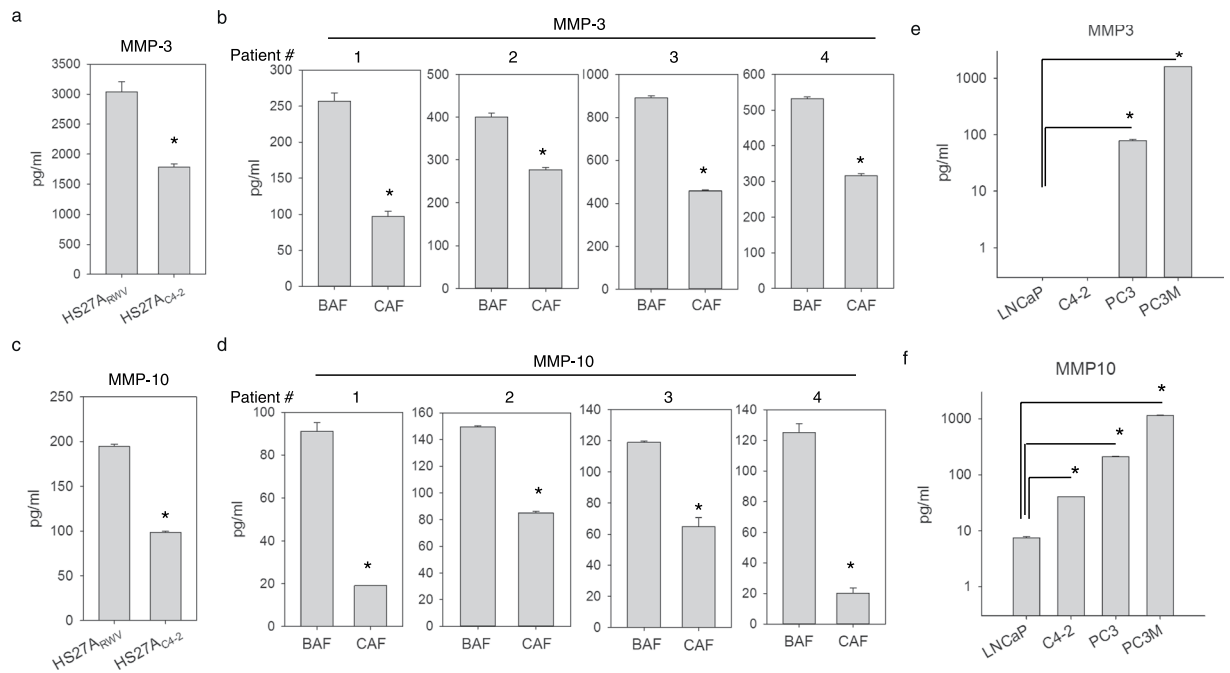 a
MMP-3
3500
3000
2500
2000
1500
1000
500
0
pg/ml
HS27ARWV
HS27AC4-2
b
MMP-3
Patient #
1
2
3
4
300
250
200
150
100
50
0
pg/ml
BAF
CAF
500
400
300
200
100
0
BAF
CAF
1000
800
600
400
200
0
BAF
CAF
600
500
400
300
200
100
0
BAF
CAF
e
MMP3
1000
100
10
1
pg/ml
LNCaP
C4-2
PC3
PC3M
c
MMP-10
250
200
150
100
50
0
pg/ml
HS27ARWV
HS27AC4-2
d
MMP-10
Patient #
1
2
3
4
100
80
60
40
20
0
pg/ml
BAF
CAF
160
140
120
100
80
60
40
20
0
BAF
CAF
140
120
100
80
60
40
20
0
BAF
CAF
140
120
100
80
60
40
20
0
BAF
CAF
f
MMP10
1000
100
10
1
pg/ml
LNCaP
C4-2
PC3
PC3M